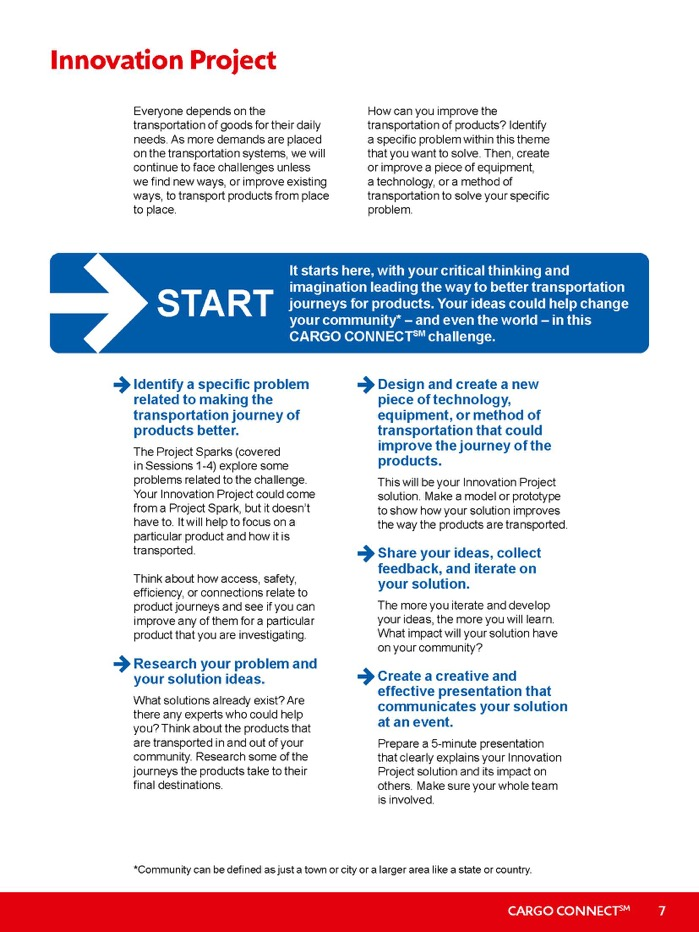 Innovation Project
Everyone depends on the
transportation of goods for their daily
needs. As more demands are placed
on the transportation systems, we will
continue to face challenges unless
we find new ways, or improve existing
ways, to transport products from place
to place.
How can you improve the
transportation of products? Identify
a specific problem within this theme
that you want to solve. Then, create
or improve a piece of equipment,
a technology, or a method of
transportation to solve your specific
problem.
START
It starts here, with your critical thinking and
imagination leading the way to better transportation
journeys for products. Your ideas could help change
your community* – and even the world – in this
CARGO CONNECT℠ challenge.
Identify a specific problem
related to making the
transportation journey of
products better.
The Project Sparks (covered
in Sessions 1-4) explore some
problems related to the challenge.
Your Innovation Project could come
from a Project Spark, but it doesn’t
have to. It will help to focus on a
particular product and how it is
transported.
Think about how access, safety,
efficiency, or connections relate to
product journeys and see if you can
improve any of them for a particular
product that you are investigating.
Research your problem and
your solution ideas.
What solutions already exist? Are
there any experts who could help
you? Think about the products that
are transported in and out of your
community. Research some of the
journeys the products take to their
final destinations.
Design and create a new
piece of technology,
equipment, or method of
transportation that could
improve the journey of the
products.
This will be your Innovation Project
solution. Make a model or prototype
to show how your solution improves
the way the products are transported.
Share your ideas, collect
feedback, and iterate on
your solution.
The more you iterate and develop
your ideas, the more you will learn.
What impact will your solution have
on your community?
Create a creative and
effective presentation that
communicates your solution
at an event.
Prepare a 5-minute presentation
that clearly explains your Innovation
Project solution and its impact on
others. Make sure your whole team
is involved.
*Community can be defined as just a town or city or a larger area like a state or country.
CARGO CONNECT℠ 7